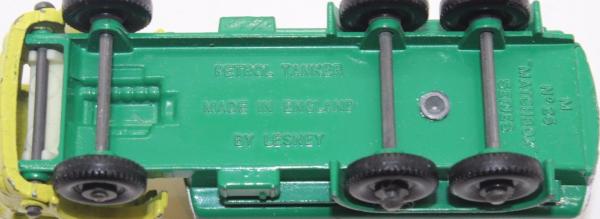 PETROL TANKER
MADE IN ENGLAND
BY LESNEY
M
Nº 25
"MATCHBOX"
SERIES